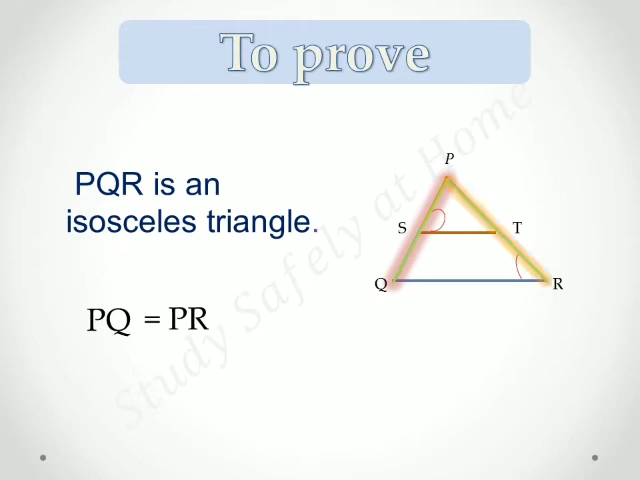 To prove
PQR is an
isosceles triangle.
PQ = PR
P
S
T
Q
R
Study Safely at Home